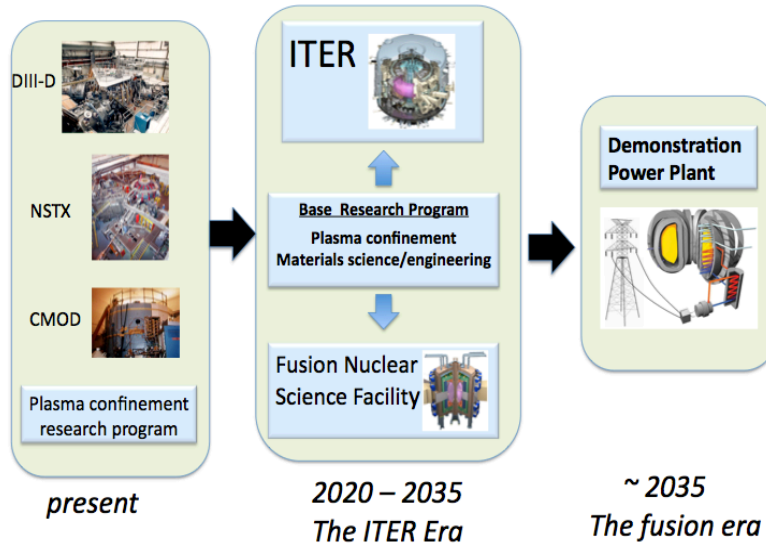 DIII-D
NSTX
CMOD
Plasma confinement
research program
present
ITER
Base Research Program
Plasma confinement
Materials science/engineering
Fusion Nuclear
Science Facility
2020 – 2035
The ITER Era
Demonstration
Power Plant
~ 2035
The fusion era